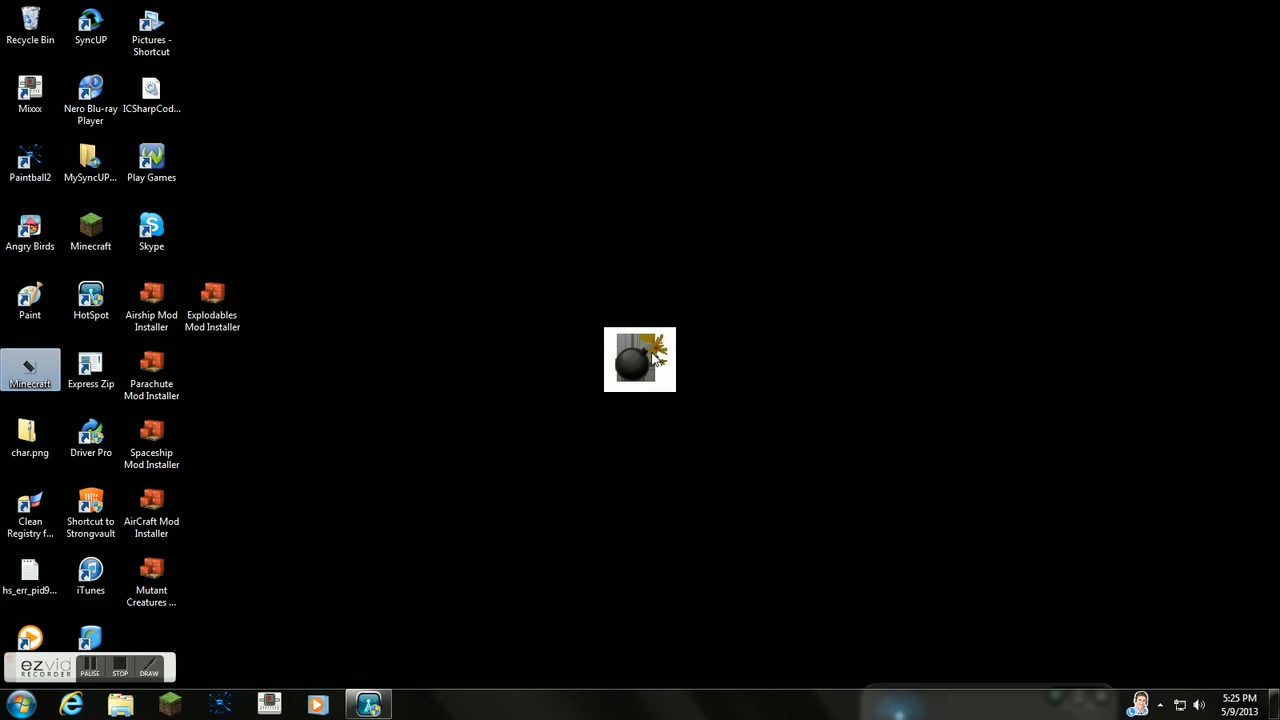 Recycle Bin
SyncUP
Pictures -
Shortcut
Mixxx
Nero Blu-ray
Player
ICSharpCod...
Paintball2
MySyncUP...
Play Games
Angry Birds
Minecraft
Skype
Paint
HotSpot
Airship Mod
Installer
Explodables
Mod Installer
Minecraft
Express Zip
Parachute
Mod Installer
char.png
Driver Pro
Spaceship
Mod Installer
Clean
Registry f...
Shortcut to
Strongvault
AirCraft Mod
Installer
hs_err_pid9...
iTunes
Mutant
Creatures ...
ezvid
RECORDER
PAUSE
STOP
DRAW
5:25 PM
5/9/2013